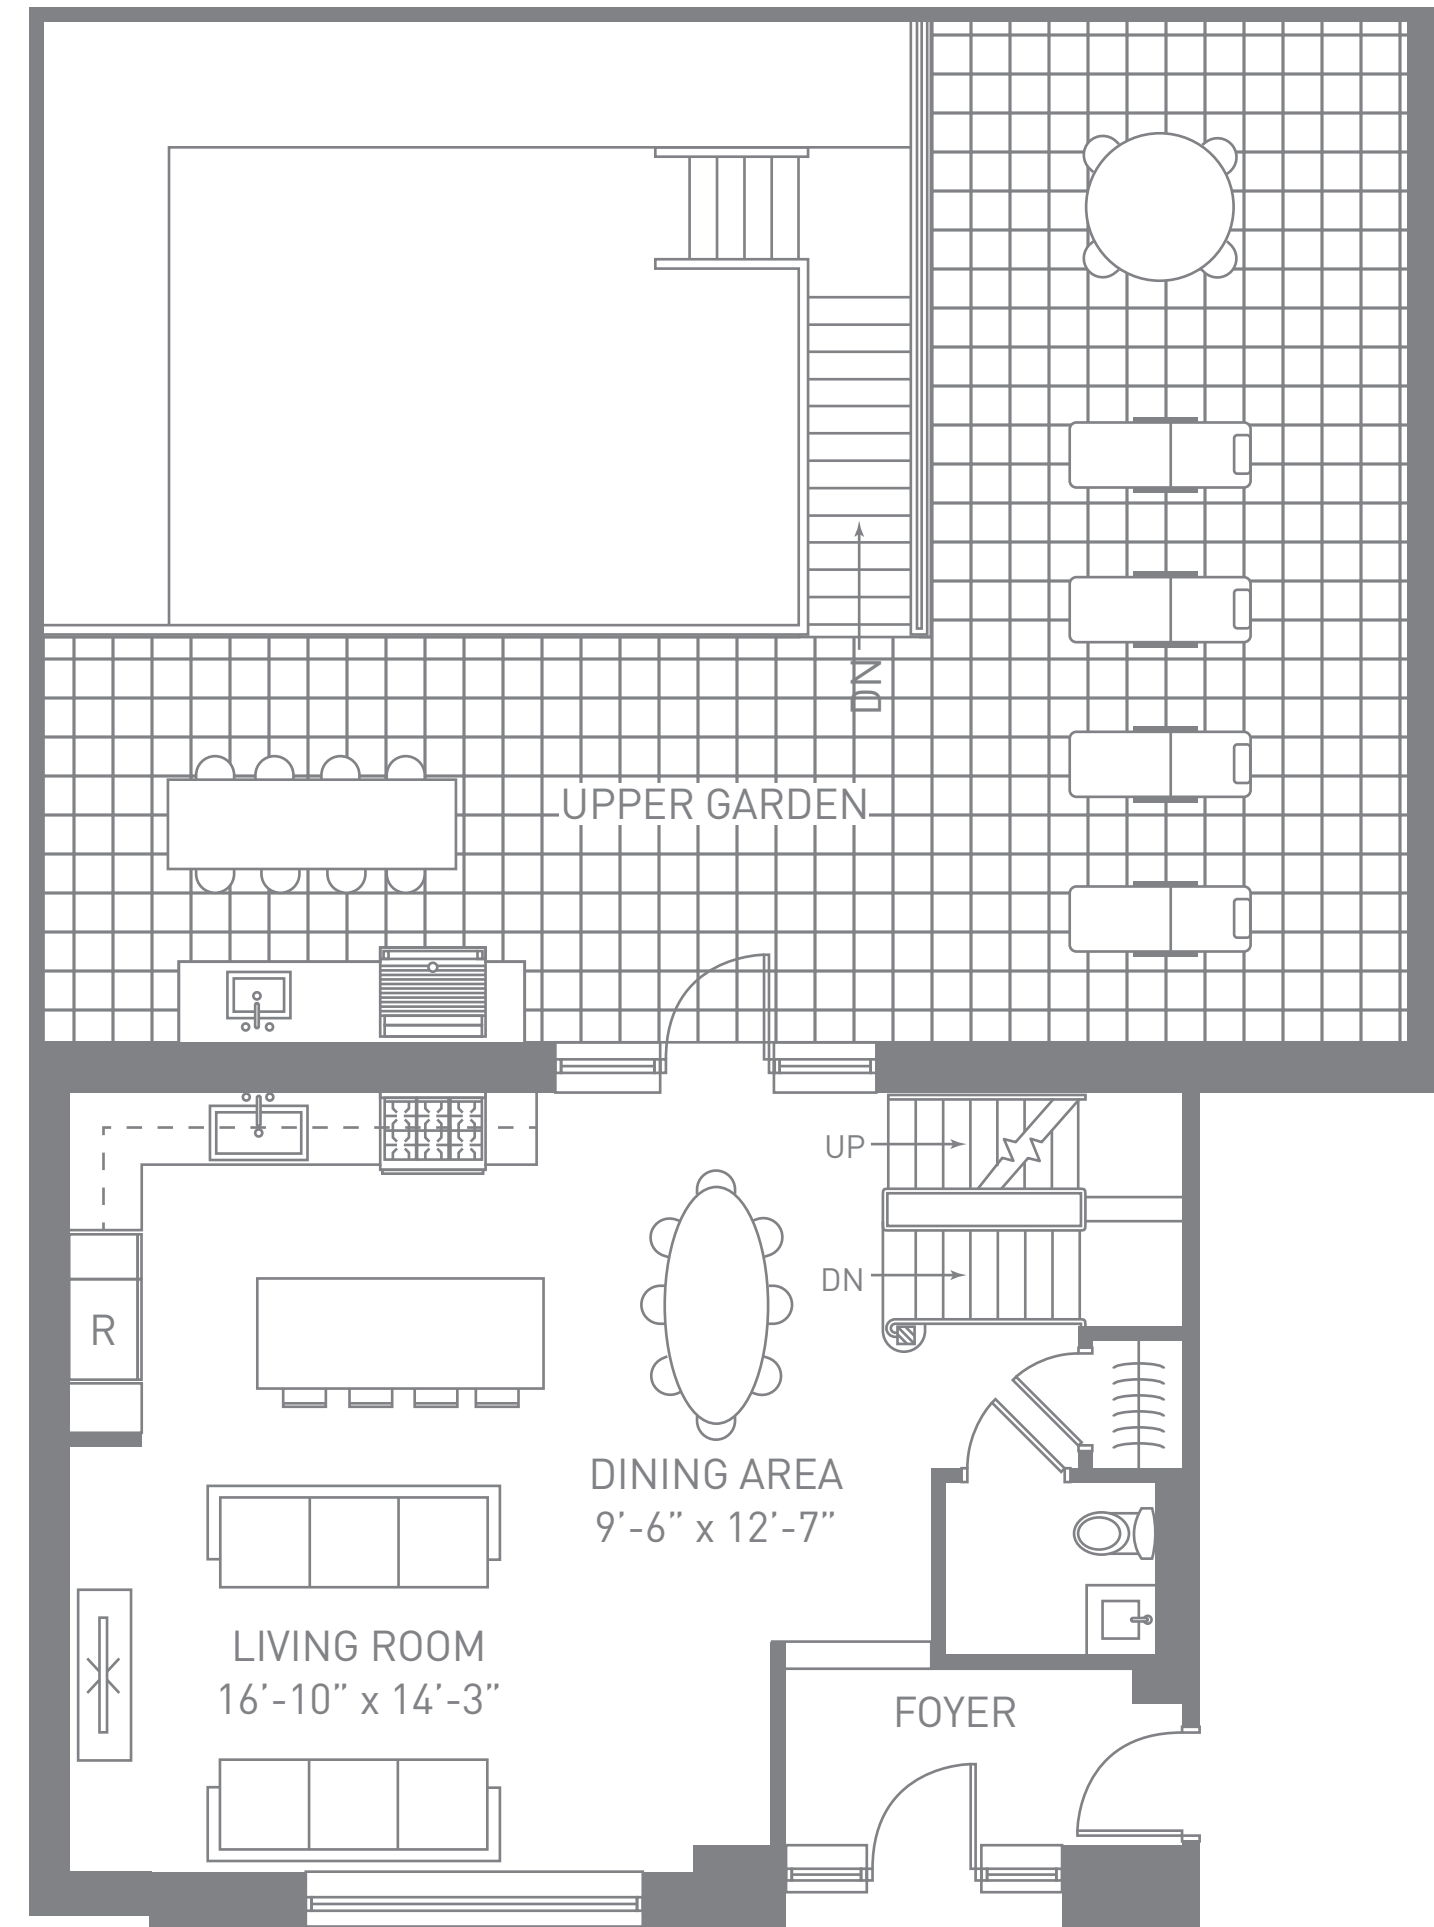 DN
UPPER GARDEN
UP
DN
R
DINING AREA
9’-6” x 12’-7”
LIVING ROOM
16’-10” x 14’-3”
FOYER